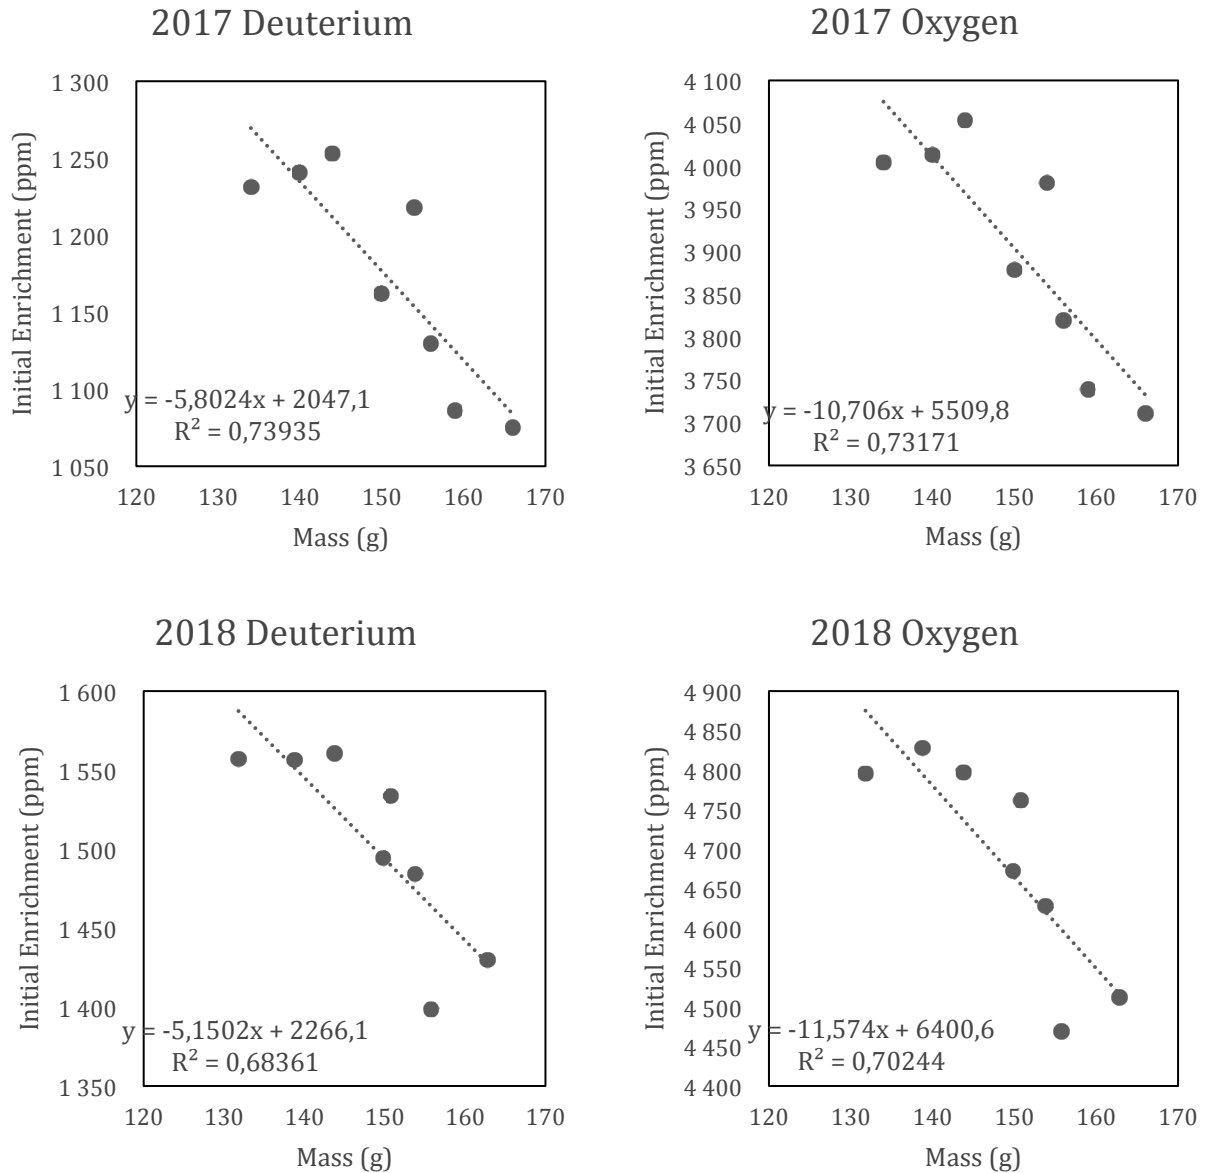 2017 Deuterium
Initial Enrichment (ppm)
1 300
1 250
1 200
1 150
1 100
1 050
y = -5,8024x + 2047,1
R² = 0,73935
120 130 140 150 160 170
Mass (g)
2017 Oxygen
Initial Enrichment (ppm)
4 100
4 050
4 000
3 950
3 900
3 850
3 800
3 750
3 700
3 650
y = -10,706x + 5509,8
R² = 0,73171
120 130 140 150 160 170
Mass (g)
2018 Deuterium
Initial Enrichment (ppm)
1 600
1 550
1 500
1 450
1 400
1 350
y = -5,1502x + 2266,1
R² = 0,68361
120 130 140 150 160 170
Mass (g)
2018 Oxygen
Initial Enrichment (ppm)
4 900
4 850
4 800
4 750
4 700
4 650
4 600
4 550
4 500
4 450
4 400
y = -11,574x + 6400,6
R² = 0,70244
120 130 140 150 160 170
Mass (g)